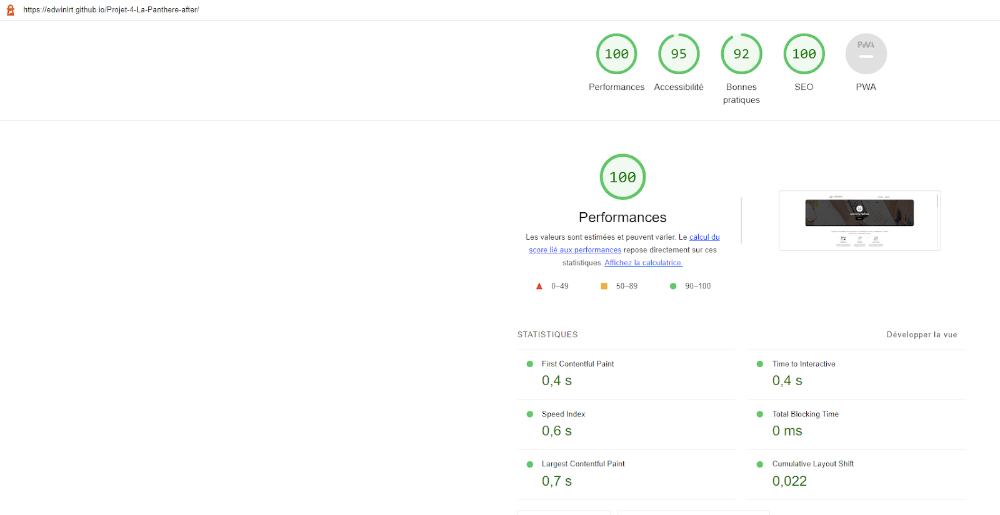 https://edwinlrt.github.io/Projet-4-La-Panthere-after/
100
95
92
100
PWA
Performances
Accessibilité
Bonnes
pratiques
SEO
PWA
100
Performances
Les valeurs sont estimées et peuvent varier. Le calcul du
score lié aux performances repose directement sur ces
statistiques. Affichez la calculatrice.
0–49
50–89
90–100
STATISTIQUES
Développer la vue
First Contentful Paint
0,4 s
Time to Interactive
0,4 s
Speed Index
0,6 s
Total Blocking Time
0 ms
Largest Contentful Paint
0,7 s
Cumulative Layout Shift
0,022